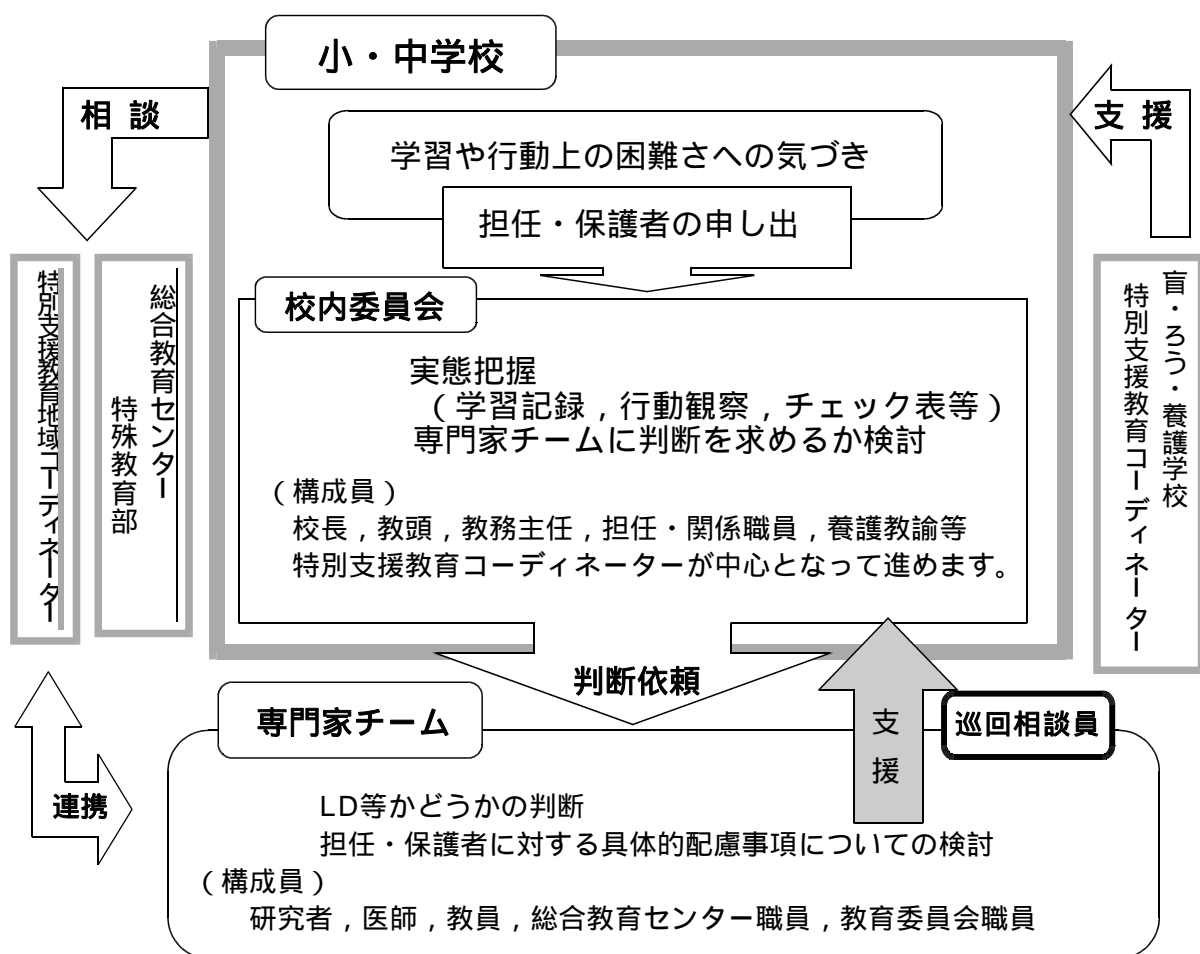 小・中学校
相 談
支 援
学習や行動上の困難さへの気づき
担任・保護者の申し出
校内委員会
実態把握
（学習記録，行動観察，チェック表等）
専門家チームに判断を求めるか検討
（構成員）
校長，教頭，教務主任，担任・関係職員，養護教諭等
特別支援教育コーディネーターが中心となって進めます。
特別支援教育地域コーディネーター
総合教育センター
特殊教育部
盲・ろう・養護学校
特別支援教育コーディネーター
判断依頼
支援
専門家チーム
巡回相談員
連携
LD等かどうかの判断
担任・保護者に対する具体的配慮事項についての検討
（構成員）
研究者，医師，教員，総合教育センター職員，教育委員会職員